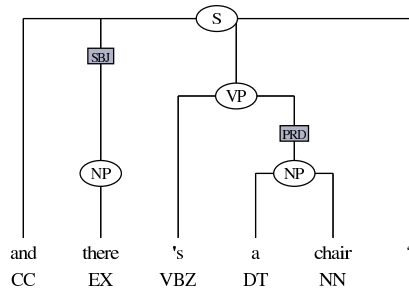 S
SBJ
VP
PRD
NP NP
and there 's a chair
CC EX VBZ DT NN